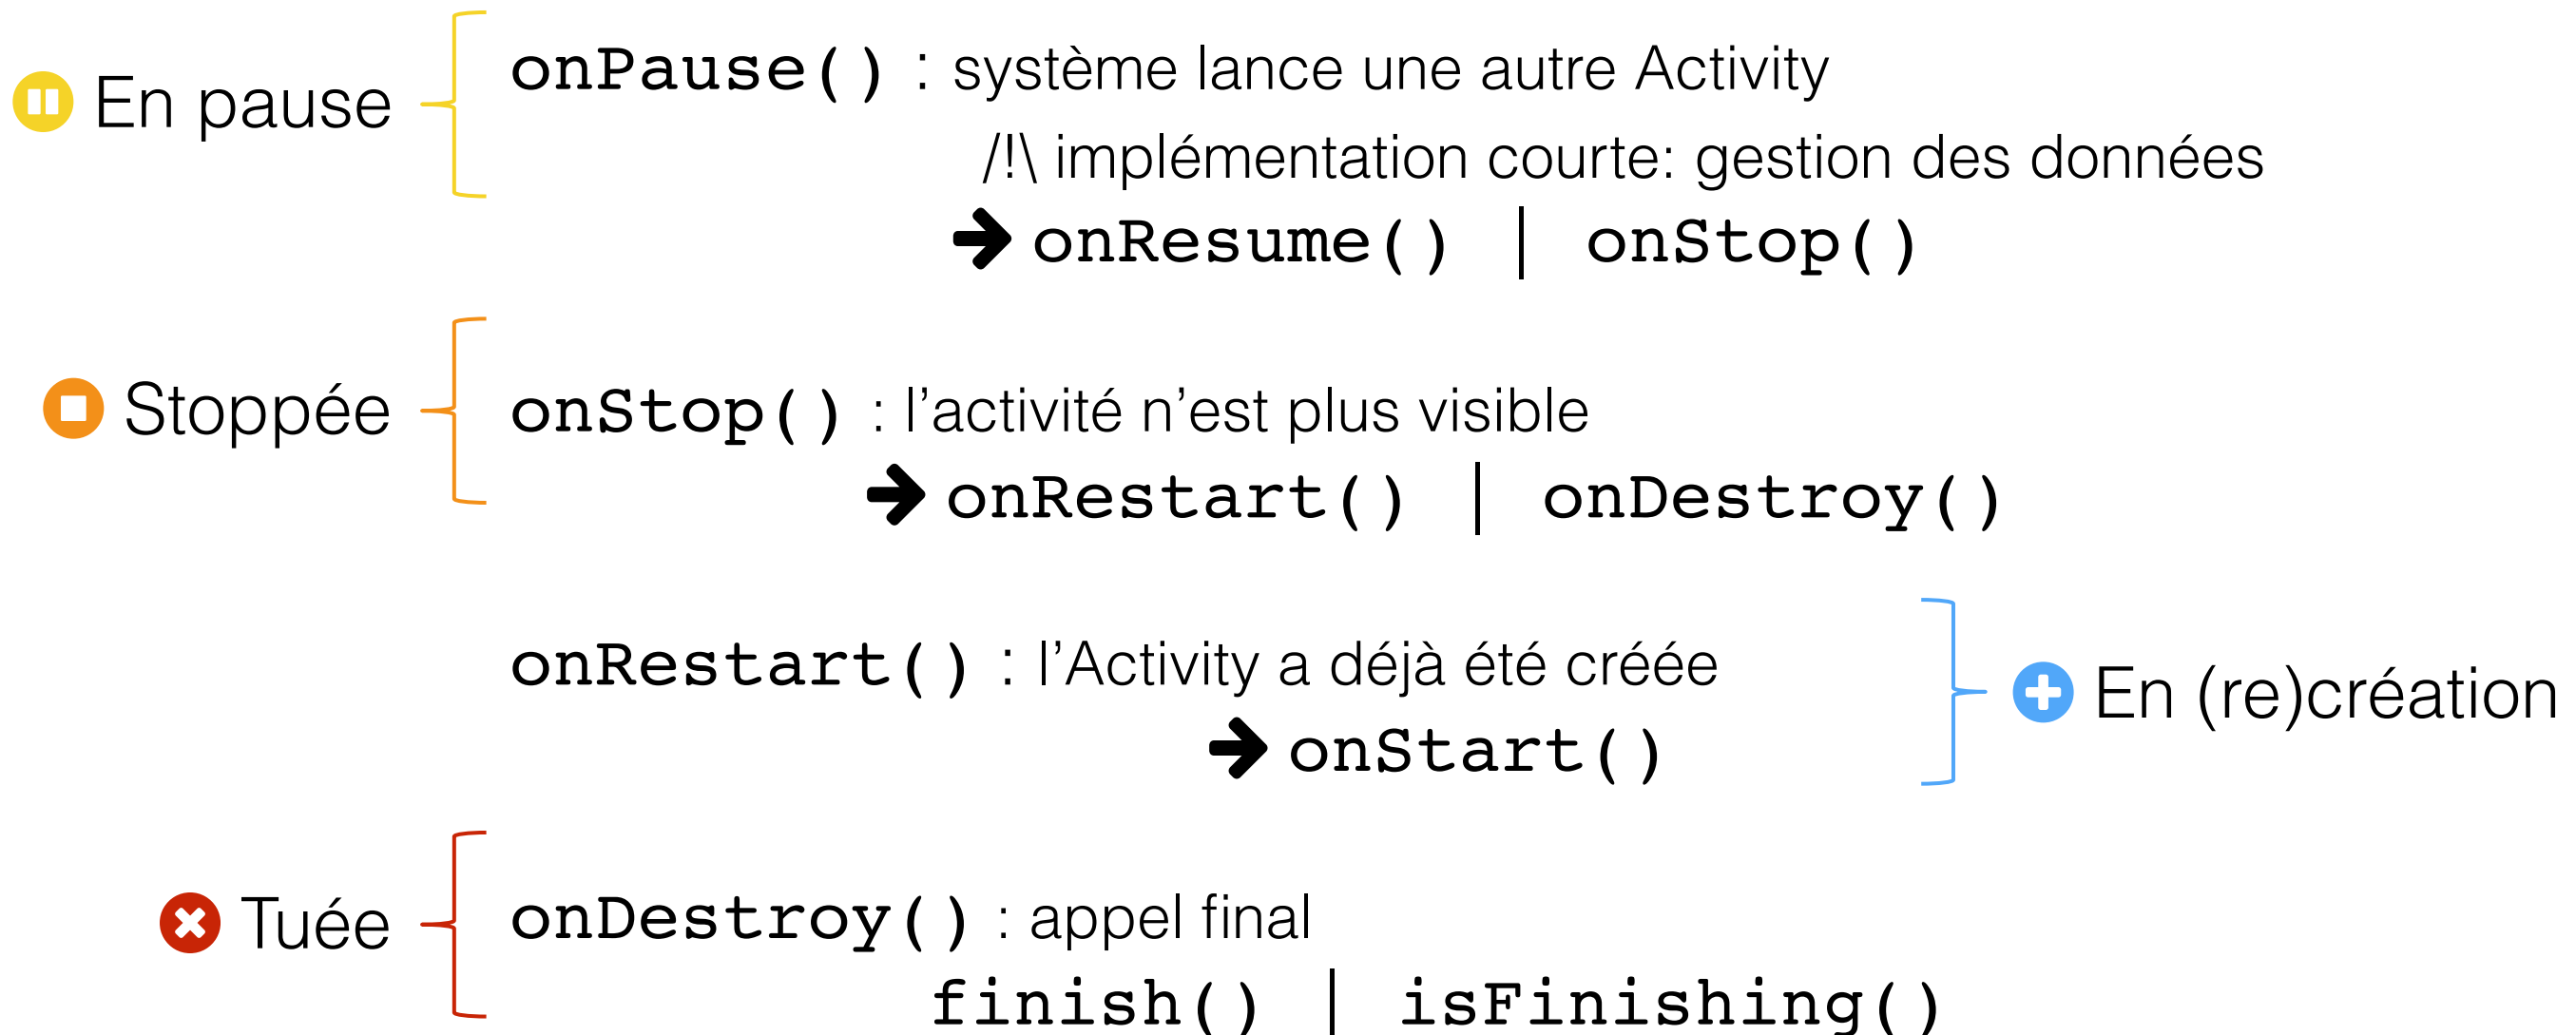 En pause
onPause() : système lance une autre Activity
/!\ implémentation courte: gestion des données
➔ onResume() | onStop()
Stoppée
onStop() : l’activité n’est plus visible
➔ onRestart() | onDestroy()
onRestart() : l’Activity a déjà été créée
➔ onStart()
En (re)création
Tuée
onDestroy() : appel final
finish() | isFinishing()